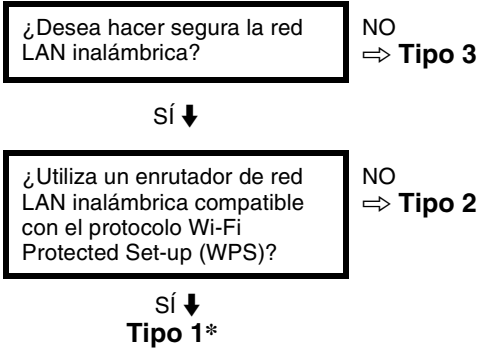 ¿Desea hacer segura la red
LAN inalámbrica?
NO
⇨ Tipo 3
SÍ ⬇
¿Utiliza un enrutador de red
LAN inalámbrica compatible
con el protocolo Wi-Fi
Protected Set-up (WPS)?
NO
⇨ Tipo 2
SÍ ⬇
Tipo 1*